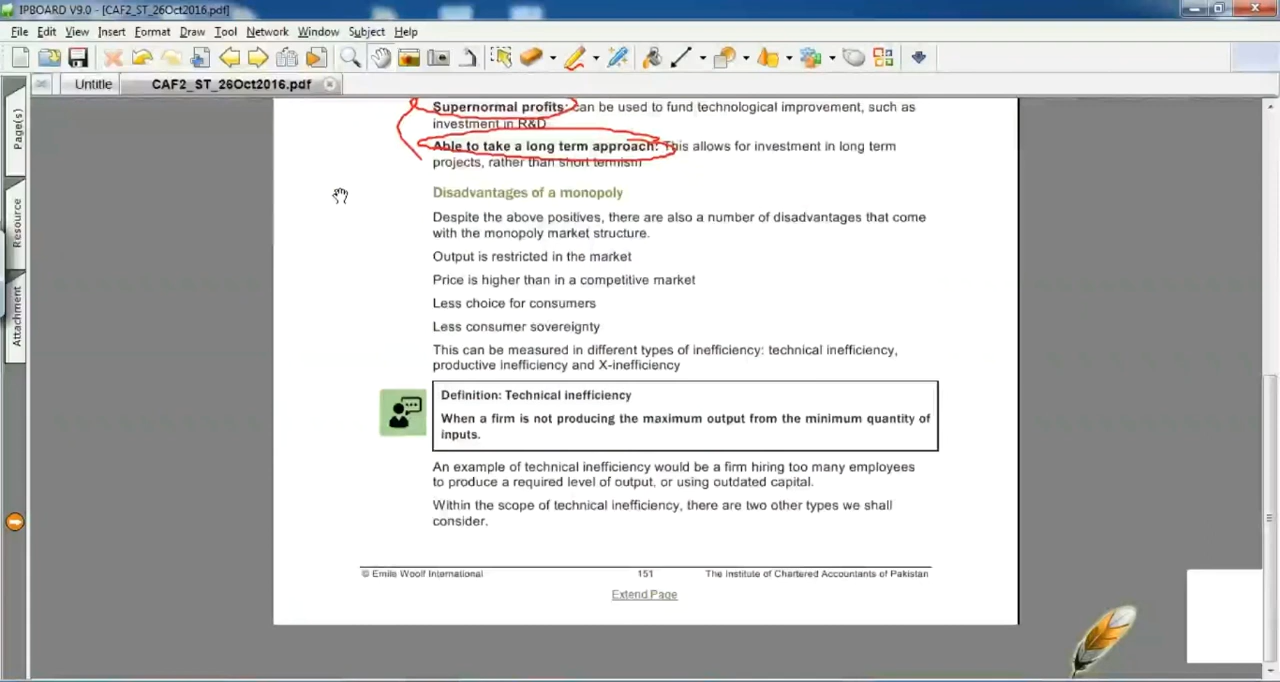 IPBOARD V9.0 - [CAF2_ST_26Oct2016.pdf]
File Edit View Insert Format Draw Tool Network Window Subject Help
Untitle CAF2_ST_26Oct2016.pdf
Page(s)
Resource
Attachment
Supernormal profits: can be used to fund technological improvement, such as
investment in R&D
Able to take a long term approach: This allows for investment in long term
projects, rather than short termism
Disadvantages of a monopoly
Despite the above positives, there are also a number of disadvantages that come
with the monopoly market structure.
Output is restricted in the market
Price is higher than in a competitive market
Less choice for consumers
Less consumer sovereignty
This can be measured in different types of inefficiency: technical inefficiency,
productive inefficiency and X-inefficiency
Definition: Technical inefficiency
When a firm is not producing the maximum output from the minimum quantity of
inputs.
An example of technical inefficiency would be a firm hiring too many employees
to produce a required level of output, or using outdated capital.
Within the scope of technical inefficiency, there are two other types we shall
consider.
© Emile Woolf International 151 The Institute of Chartered Accountants of Pakistan
Extend Page